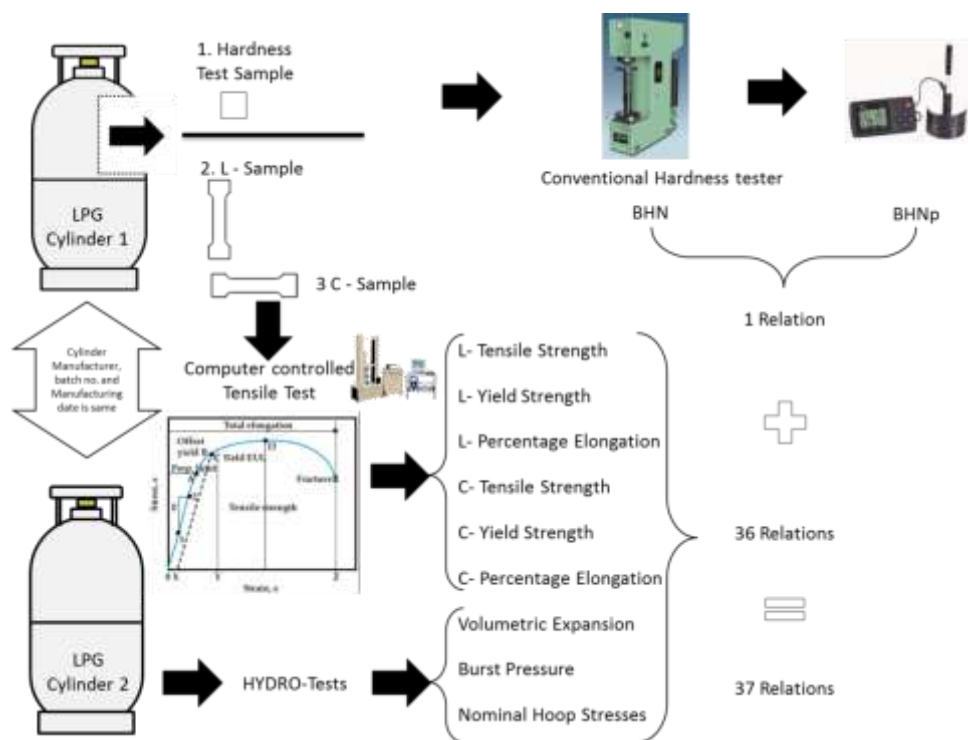 1. Hardness
Test Sample
2. L - Sample
3 C - Sample
LPG
Cylinder 1
Conventional Hardness tester
BHN
BHNp
1 Relation
Cylinder
Manufacturer,
batch no. and
Manufacturing
date is same
Computer controlled
Tensile Test
Total elongation
Offset
yield
Yield EUL
Fracture
Tensile strength
L- Tensile Strength
L- Yield Strength
L- Percentage Elongation
C- Tensile Strength
C- Yield Strength
C- Percentage Elongation
36 Relations
LPG
Cylinder 2
HYDRO-Tests
Volumetric Expansion
Burst Pressure
Nominal Hoop Stresses
37 Relations